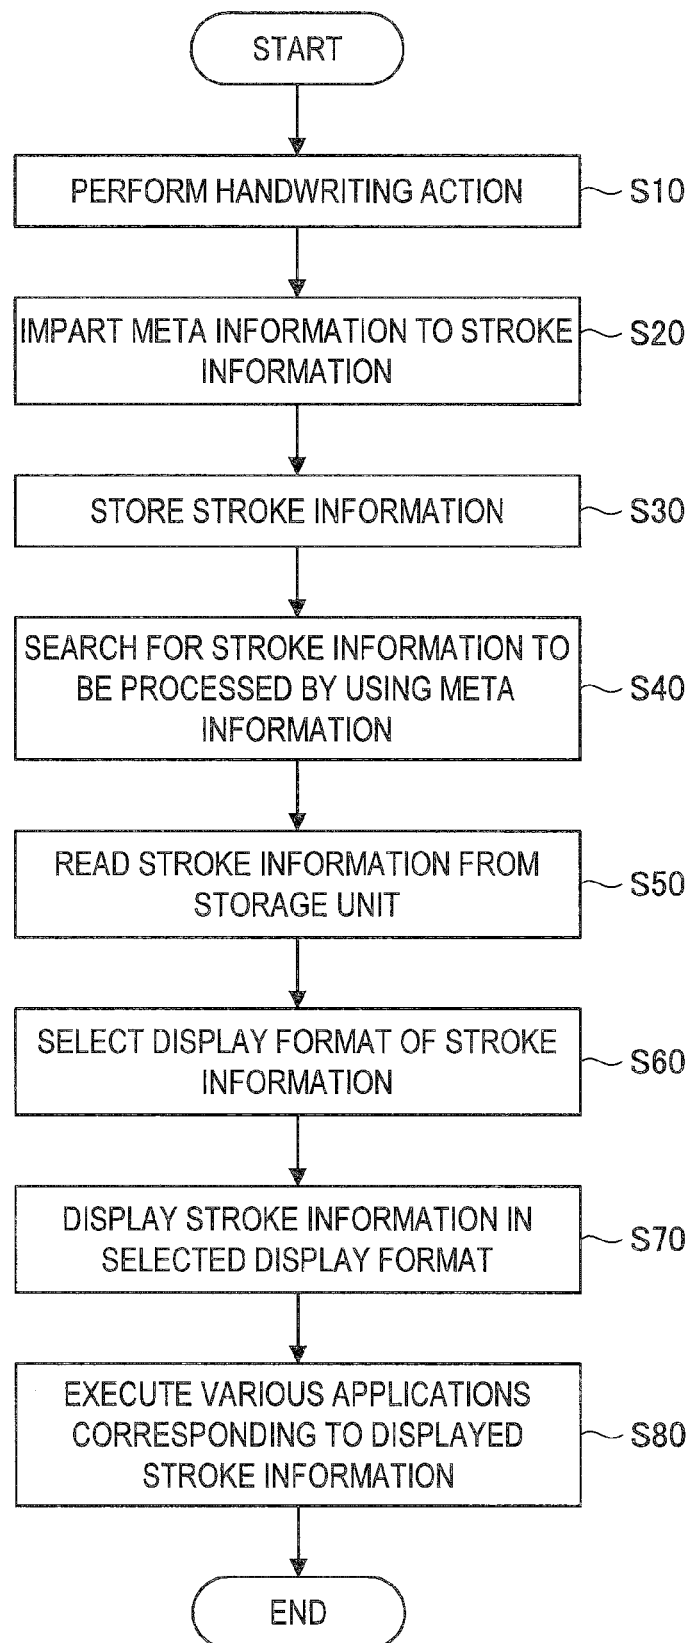 START
PERFORM HANDWRITING ACTION
S10
IMPART META INFORMATION TO STROKE
INFORMATION
S20
STORE STROKE INFORMATION
S30
SEARCH FOR STROKE INFORMATION TO
BE PROCESSED BY USING META
INFORMATION
S40
READ STROKE INFORMATION FROM
STORAGE UNIT
S50
SELECT DISPLAY FORMAT OF STROKE
INFORMATION
S60
DISPLAY STROKE INFORMATION IN
SELECTED DISPLAY FORMAT
S70
EXECUTE VARIOUS APPLICATIONS
CORRESPONDING TO DISPLAYED
STROKE INFORMATION
S80
END